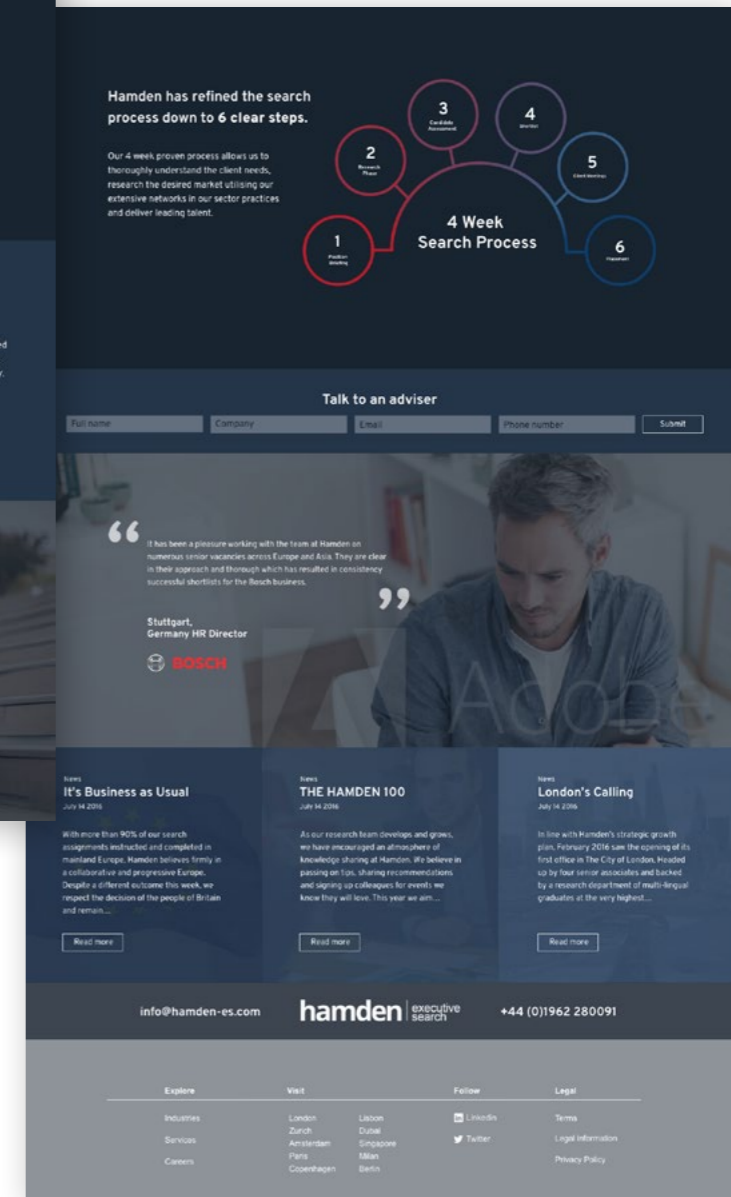 ed
y.
Hamden has refined the search
process down to 6 clear steps.
Our 4 week proven process allows us to
thoroughly understand the client needs,
research the desired market utilising our
extensive networks in our sector practices
and deliver leading talent.
1
Position
Briefing
2
Research
Phase
3
Candidate
Assessment
4
Shortlist
5
Client Meetings
6
4 Week
Search Process
Talk to an adviser
Full name
Company
Email
Phone number
Submit
“
It has been a pleasure working with the team at Hamden on
numerous senior vacancies across Europe and Asia. They are clear
in their approach and thorough which has resulted in consistency
successful shortlists for the Bosch business.
”
Stuttgart,
Germany HR Director
BOSCH
Adobe
News
It's Business as Usual
July 14 2016
With more than 90% of our search
assignments instructed and completed in
mainland Europe, Hamden believes firmly in
a collaborative and progressive Europe.
Despite a different outcome this week, we
respect the decision of the people of Britain
and remain....
Read more
News
THE HAMDEN 100
July 14 2016
As our research team develops and grows,
we have encouraged an atmosphere of
knowledge sharing at Hamden. We believe in
passing on tips, sharing recommendations
and signing up colleagues for events we
know they will love. This year we aim....
Read more
News
London's Calling
July 14 2016
In line with Hamden's strategic growth
plan, February 2016 saw the opening of its
first office in The City of London. Headed
up by four senior associates and backed
by a research department of multi-lingual
graduates at the very highest....
Read more
info@hamden-es.com
hamden executive
search
+44 (0)1962 280091
Explore
Industries
Services
Careers
Visit
London
Zurich
Amsterdam
Paris
Copenhagen
Lisbon
Dubai
Singapore
Milan
Berlin
Follow
LinkedIn
Twitter
Legal
Terms
Legal Information
Privacy Policy